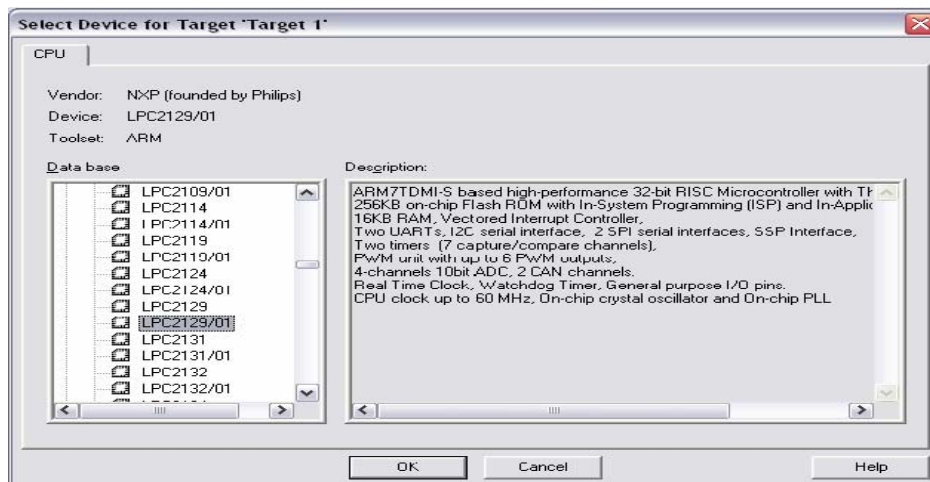 Select Device for Target 'Target 1'
CPU
Vendor: NXP (founded by Philips)
Device: LPC2129/01
Toolset: ARM
Data base
Description:
LPC2109/01
LPC2114
LPC2114/01
LPC2119
LPC2119/01
LPC2124
LPC2124/01
LPC2129
LPC2129/01
LPC2131
LPC2131/01
LPC2132
LPC2132/01
ARM7TDMI-S based high-performance 32-bit RISC Microcontroller with Th
256KB on-chip Flash ROM with In-System Programming (ISP) and In-Applic
16KB RAM, Vectored Interrupt Controller,
Two UARTs, I2C serial interface, 2 SPI serial interfaces, SSP Interface,
Two timers (7 capture/compare channels),
PWM unit with up to 6 PWM outputs,
4-channels 10bit ADC, 2 CAN channels.
Real Time Clock, Watchdog Timer, General purpose I/O pins.
CPU clock up to 60 MHz, On-chip crystal oscillator and On-chip PLL
OK
Cancel
Help